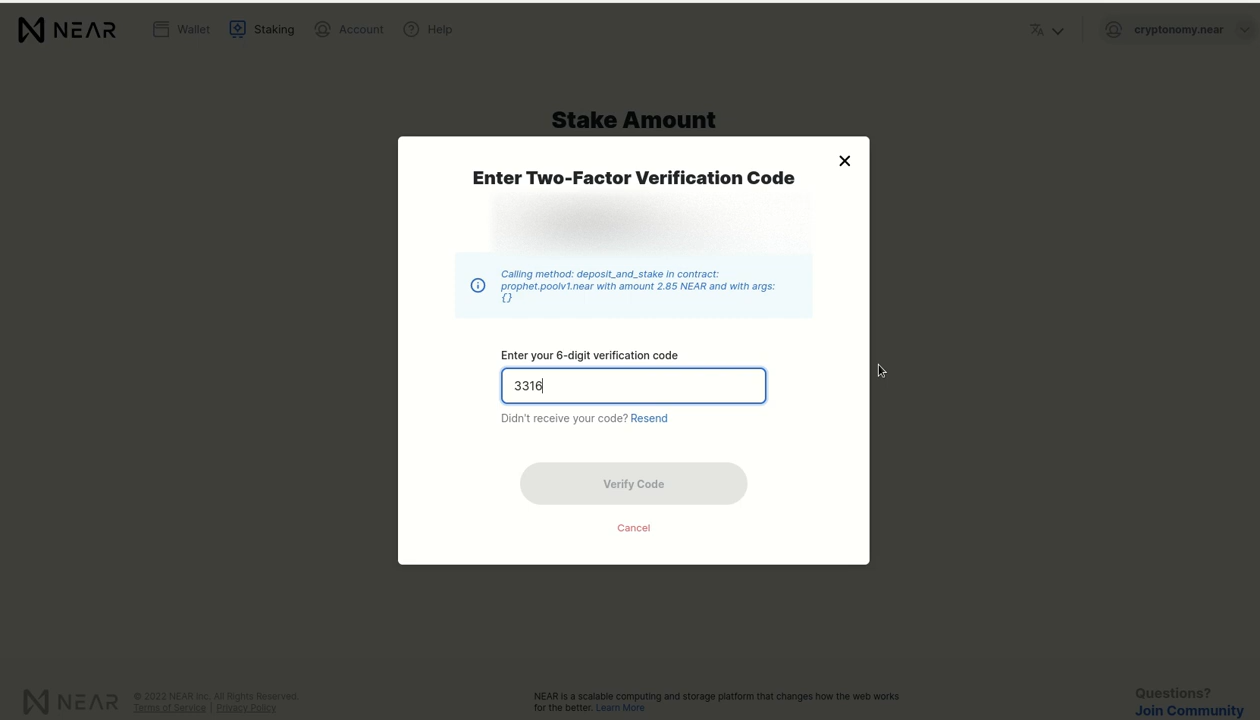 NEAR
Wallet
Staking
Account
Help
cryptonomy.near
Stake Amount
Enter Two-Factor Verification Code
Calling method: deposit_and_stake in contract:
prophet.poolv1.near with amount 2.85 NEAR and with args:
{}
Enter your 6-digit verification code
3316
Didn't receive your code? Resend
Verify Code
Cancel
NEAR
© 2022 NEAR Inc. All Rights Reserved.
Terms of Service | Privacy Policy
NEAR is a scalable computing and storage platform that changes how the web works
for the better. Learn More
Questions?
Join Community